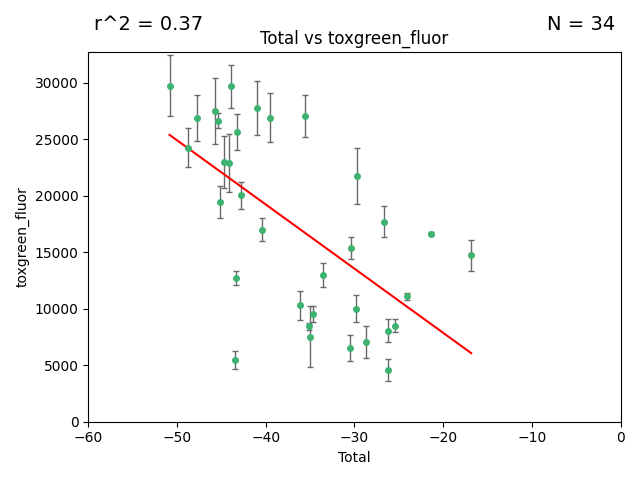 r^2 = 0.37
N = 34
Total vs toxgreen_fluor
30000
25000
20000
15000
10000
5000
0
toxgreen_fluor
−60
−50
−40
−30
−20
−10
0
Total